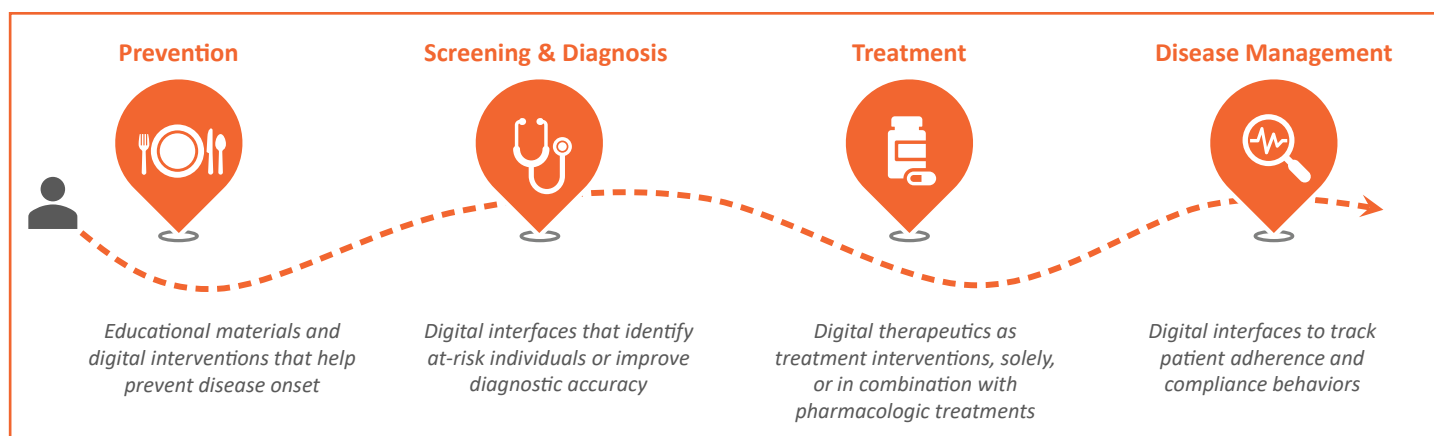 Prevention
Educational materials and
digital interventions that help
prevent disease onset
Screening & Diagnosis
Digital interfaces that identify
at-risk individuals or improve
diagnostic accuracy
Treatment
Digital therapeutics as
treatment interventions, solely,
or in combination with
pharmacologic treatments
Disease Management
Digital interfaces to track
patient adherence and
compliance behaviors